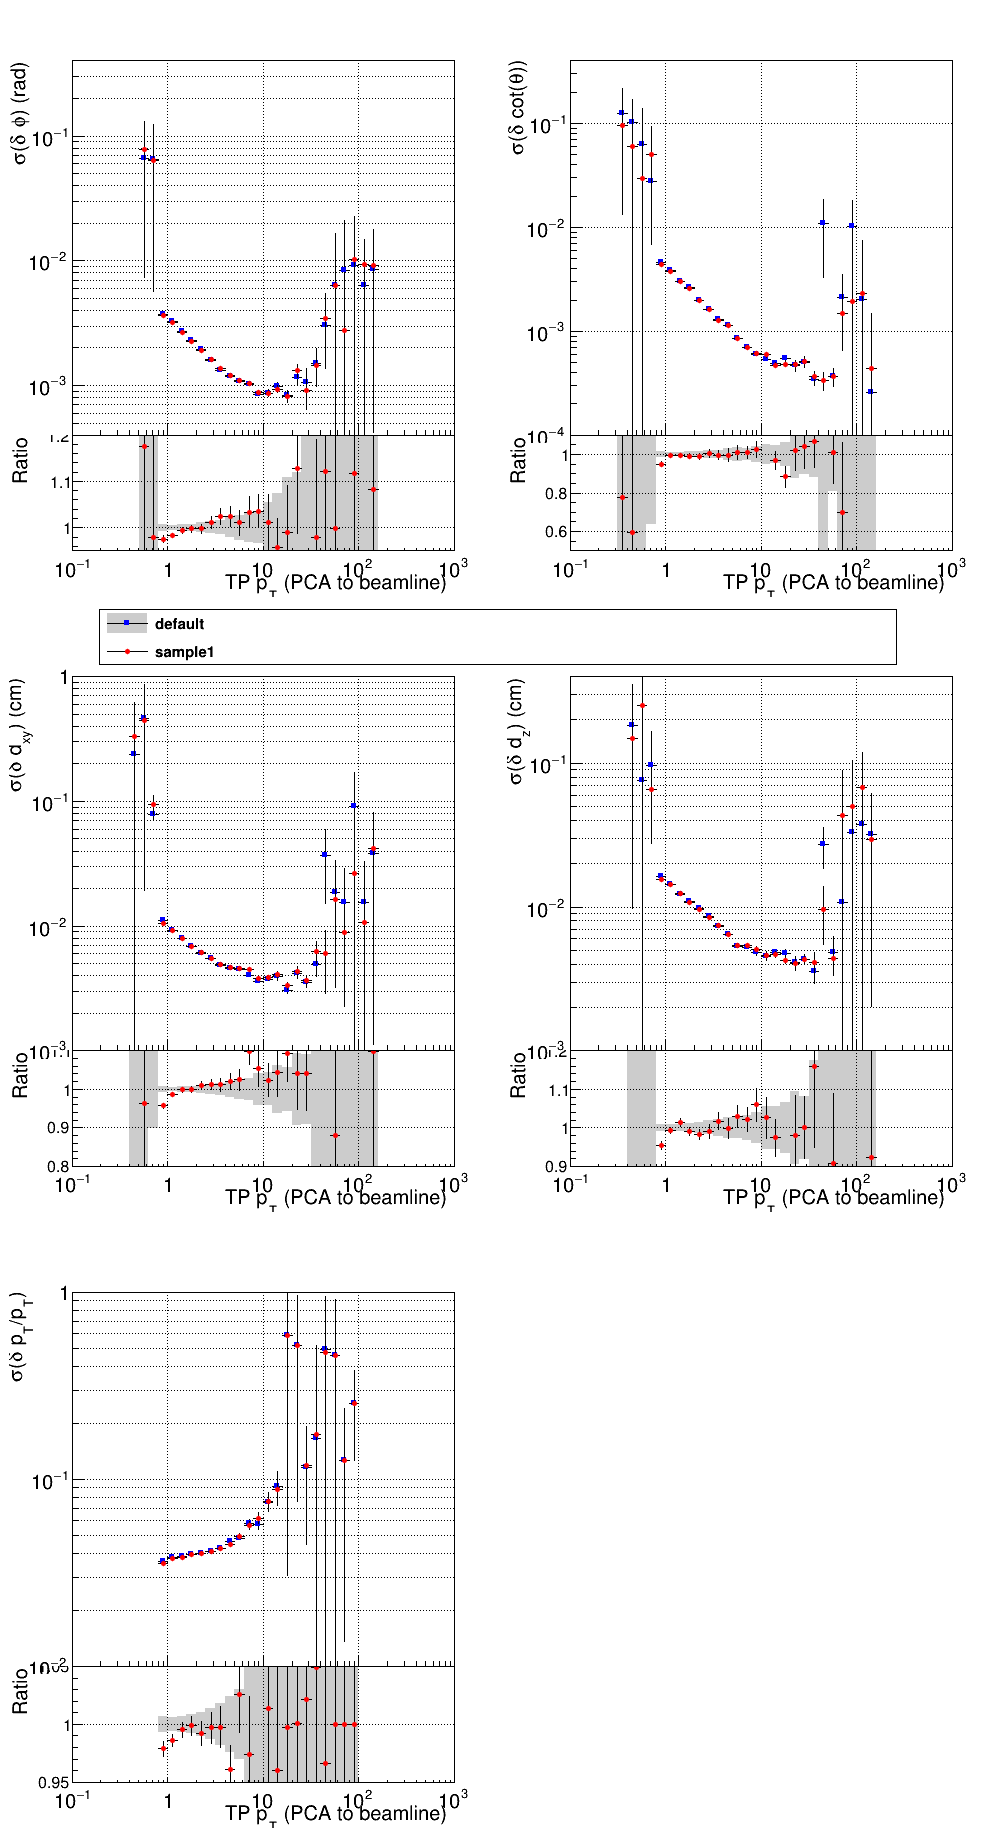 σ(δ φ) (rad)
10⁻¹
10⁻²
10⁻³
Ratio
1.2
1.1
1
10⁻¹ 1 10 10² 10³
TP p_T (PCA to beamline)
σ(δ cot(θ))
10⁻¹
10⁻²
10⁻³
10⁻⁴
Ratio
1
0.8
0.6
10⁻¹ 1 10 10² 10³
TP p_T (PCA to beamline)
default
sample1
σ(δ d_xy) (cm)
1
10⁻¹
10⁻²
10⁻³
Ratio
1
0.9
0.8
10⁻¹ 1 10 10² 10³
TP p_T (PCA to beamline)
σ(δ d_z) (cm)
10⁻¹
10⁻²
10⁻³
Ratio
1.2
1.1
1
0.9
10⁻¹ 1 10 10² 10³
TP p_T (PCA to beamline)
σ(δ p_T/p_T)
1
10⁻¹
10⁻²
Ratio
1
0.95
10⁻¹ 1 10 10² 10³
TP p_T (PCA to beamline)